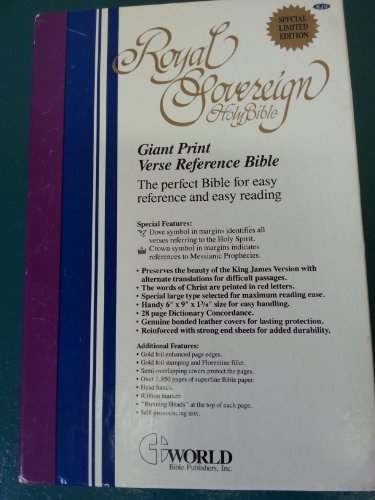 KJV
SPECIAL
LIMITED
EDITION
Royal
Sovereign
Holy Bible
Giant Print
Verse Reference Bible
The perfect Bible for easy
reference and easy reading
Special Features:
Dove symbol in margins identifies all
verses referring to the Holy Spirit.
Crown symbol in margins indicates
references to Messianic Prophecies.
• Preserves the beauty of the King James Version with
alternate translations for difficult passages.
• The words of Christ are printed in red letters.
• Special large type selected for maximum reading ease.
• Handy 6" x 9" x 1⅜" size for easy handling.
• 28 page Dictionary Concordance.
• Genuine bonded leather covers for lasting protection.
• Reinforced with strong end sheets for added durability.
Additional Features:
• Gold foil enhanced page edges.
• Gold foil stamping and Florentine fillet.
• Semi-overlapping covers protect the pages.
• Over 1,850 pages of superfine Bible paper.
• Head bands.
• Ribbon marker.
• "Running Heads" at the top of each page.
• Self-pronouncing text.
WORLD
Bible Publishers, Inc.